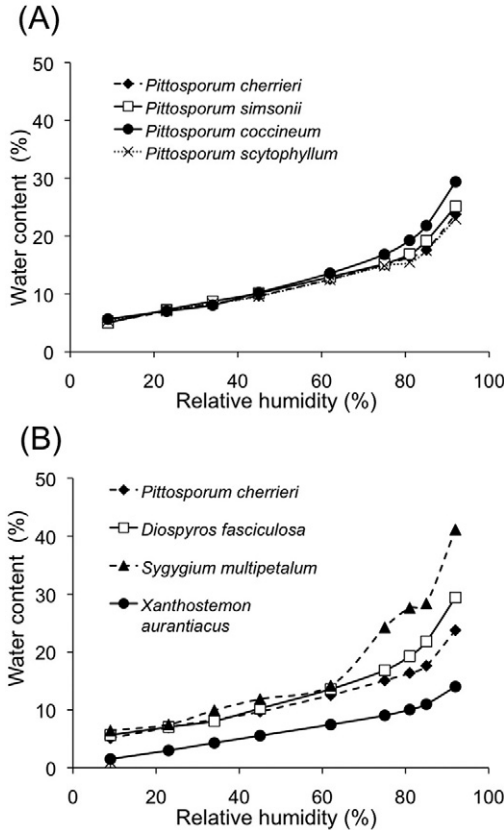 (A)
50
40
30
20
10
0
Water content (%)
Pittosporum cherrieri
Pittosporum simsonii
Pittosporum coccineum
Pittosporum scytophyllum
0 20 40 60 80 100
Relative humidity (%)
(B)
50
40
30
20
10
0
Water content (%)
Pittosporum cherrieri
Diospyros fasciculosa
Sygygium multipetalum
Xanthostemon
aurantiacus
0 20 40 60 80 100
Relative humidity (%)